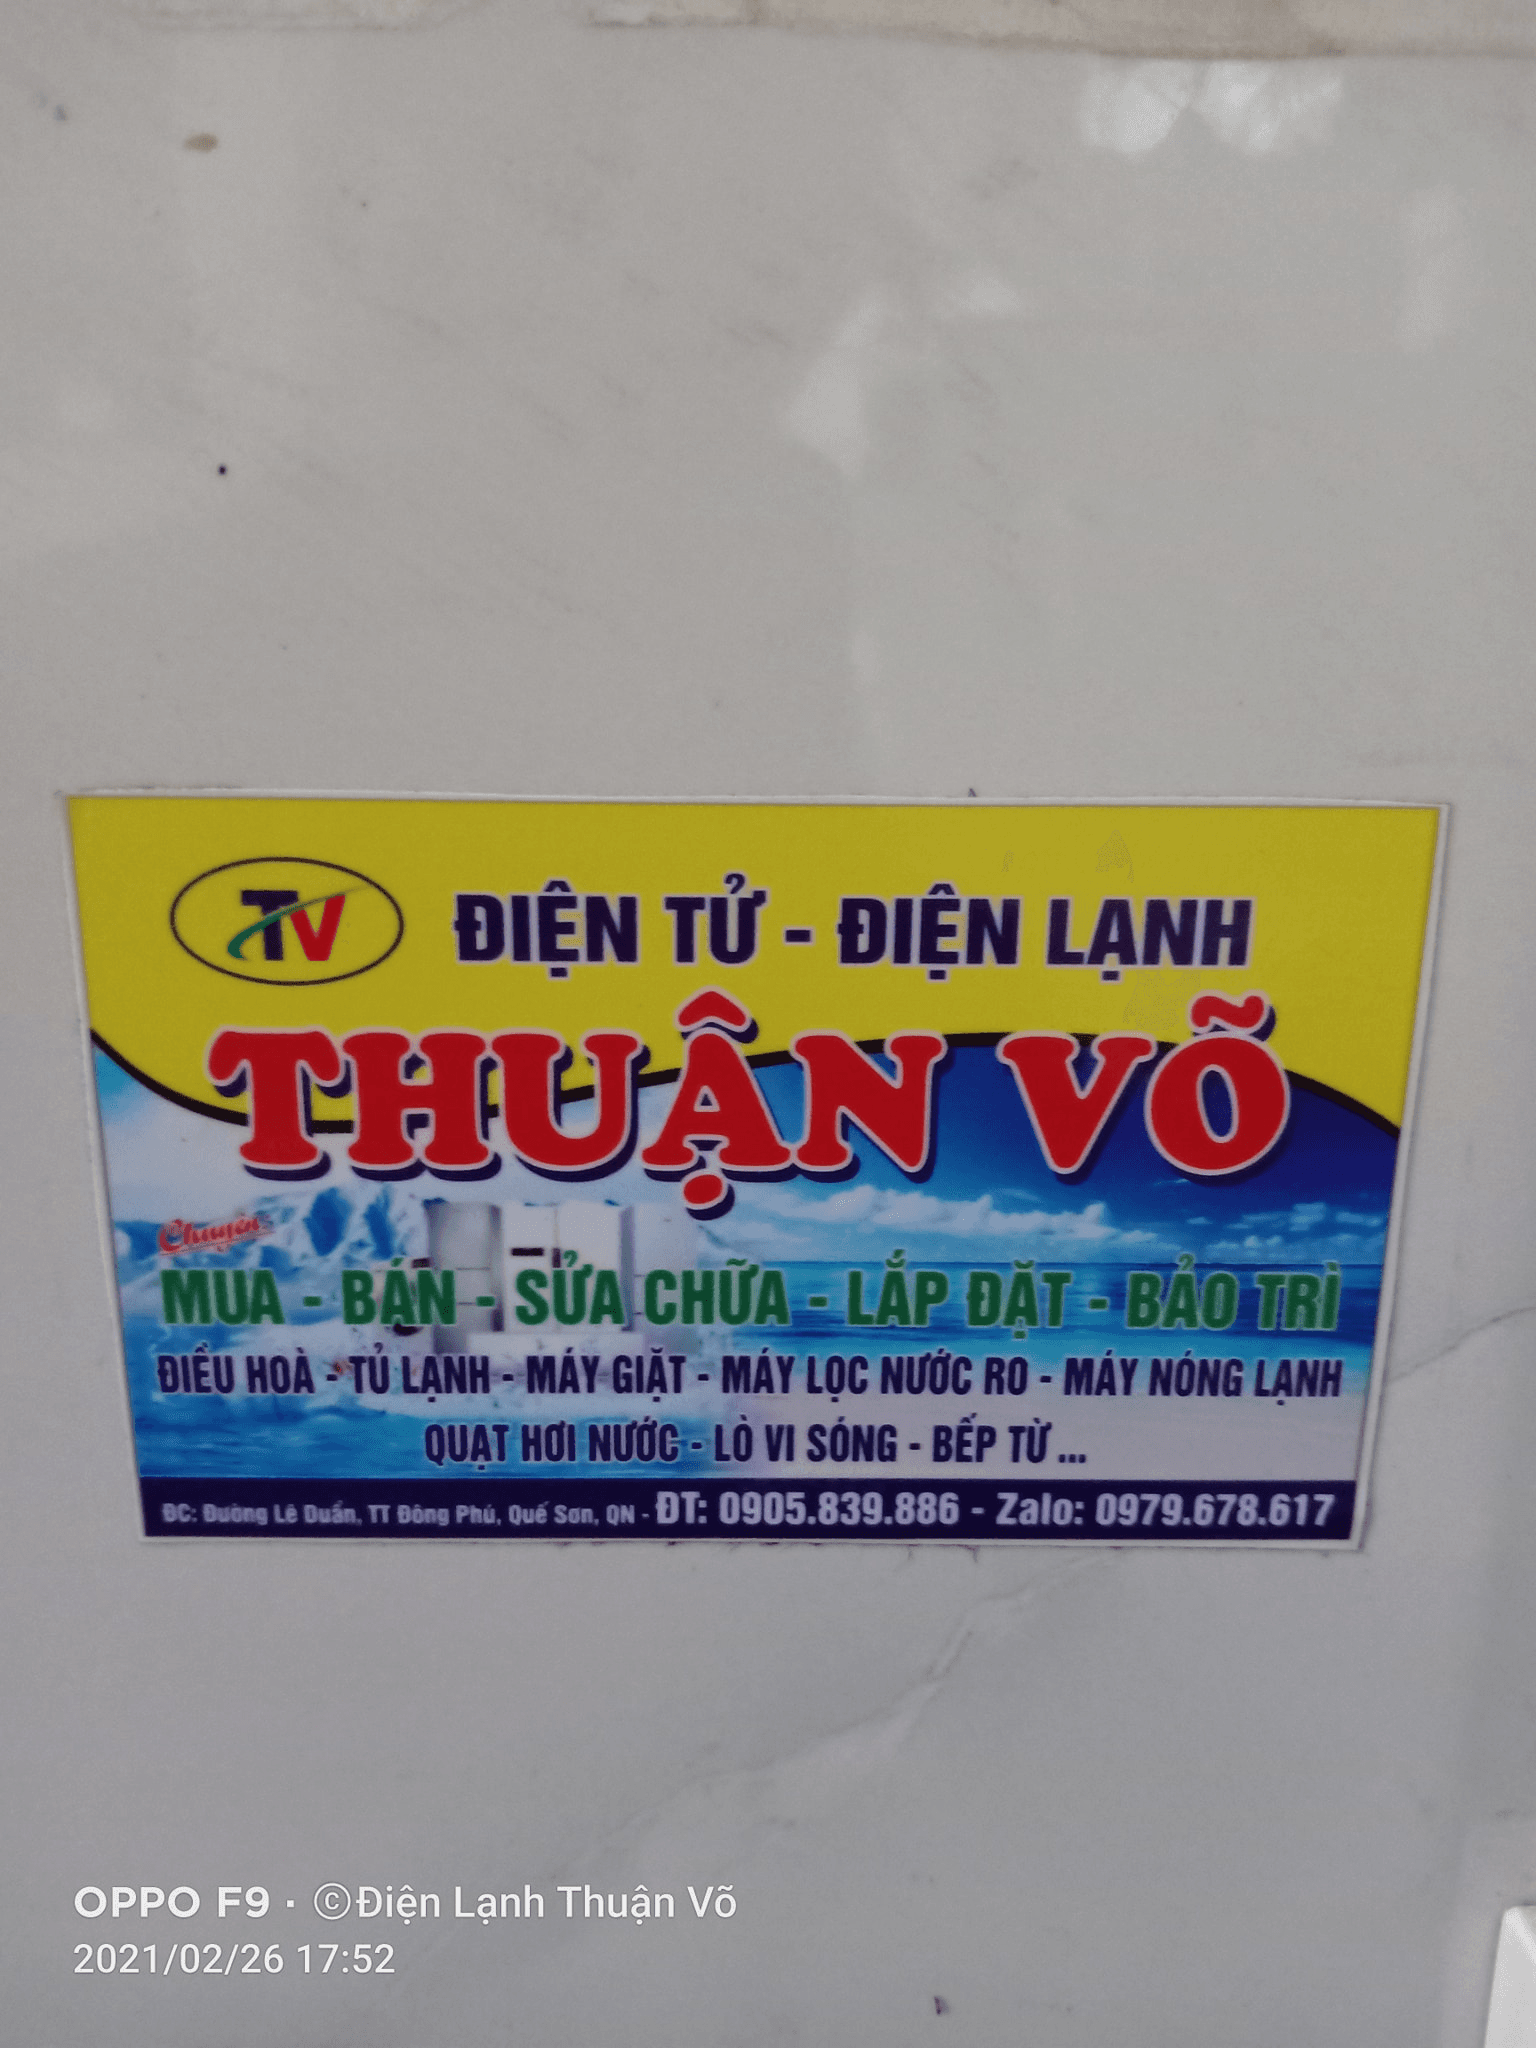 TV
ĐIỆN TỬ - ĐIỆN LẠNH
THUẬN VÕ
Chuyên:
MUA - BÁN - SỬA CHỮA - LẮP ĐẶT - BẢO TRÌ
ĐIỀU HOÀ - TỦ LẠNH - MÁY GIẶT - MÁY LỌC NƯỚC RO - MÁY NÓNG LẠNH
QUẠT HƠI NƯỚC - LÒ VI SÓNG - BẾP TỪ ...
ĐC: Đường Lê Duẩn, TT Đông Phú, Quế Sơn, QN - ĐT: 0905.839.886 - Zalo: 0979.678.617
OPPO F9 · ©Điện Lạnh Thuận Võ
2021/02/26 17:52